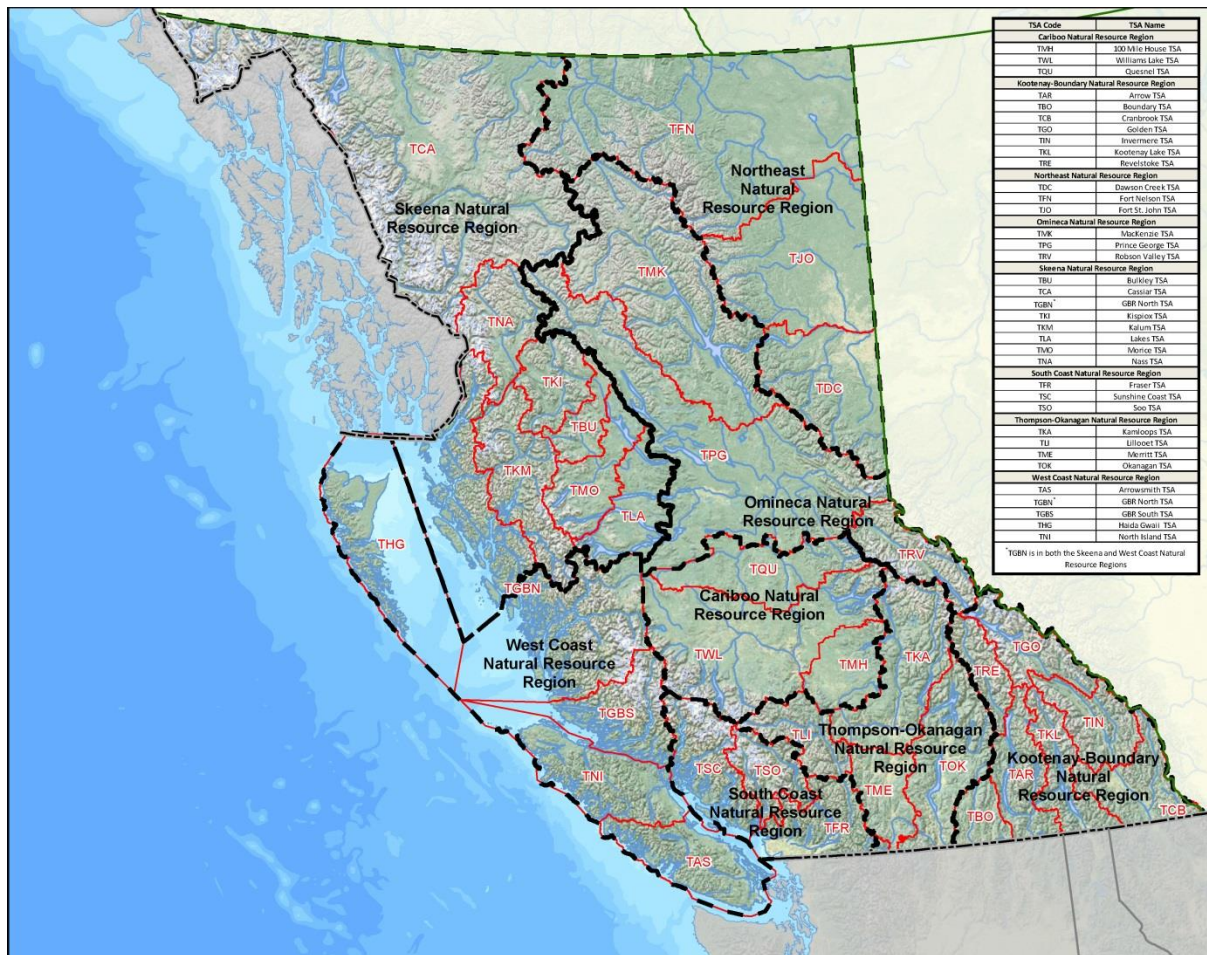 TSA Code TSA Name
Cariboo Natural Resource Region
TMH 100 Mile House TSA
TWL Williams Lake TSA
TQU Quesnel TSA
Kootenay-Boundary Natural Resource Region
TAR Arrow TSA
TBO Boundary TSA
TCB Cranbrook TSA
TGO Golden TSA
TIN Invermere TSA
TKL Kootenay Lake TSA
TRE Revelstoke TSA
Northeast Natural Resource Region
TDC Dawson Creek TSA
TFN Fort Nelson TSA
TJO Fort St. John TSA
Omineca Natural Resource Region
TMK MacKenzie TSA
TPG Prince George TSA
TRV Robson Valley TSA
Skeena Natural Resource Region
TBU Bulkley TSA
TCA Cassiar TSA
TGBN* GBR North TSA
TKI Kispiox TSA
TKM Kalum TSA
TLA Lakes TSA
TMO Morice TSA
TNA Nass TSA
South Coast Natural Resource Region
TFR Fraser TSA
TSC Sunshine Coast TSA
TSO Soo TSA
Thompson-Okanagan Natural Resource Region
TKA Kamloops TSA
TLI Lillooet TSA
TME Merritt TSA
TOK Okanagan TSA
West Coast Natural Resource Region
TAS Arrowsmith TSA
TGBN* GBR North TSA
TGBS GBR South TSA
THG Haida Gwaii TSA
TNI North Island TSA
*TGBN is in both the Skeena and West Coast Natural
Resource Regions
TFN
TCA
Northeast
Natural
Resource Region
Skeena Natural
Resource Region
TJO
TMK
TNA
TKI
TDC
TBU
TPG
TKM
TMO
TLA
Omineca Natural
Resource Region
THG
TRV
TQU
TGBN
Cariboo Natural
Resource Region
West Coast
Natural Resource
Region
TWL
TMH
TKA
TRE
TGO
TGBS
TIN
TLI
Thompson-Okanagan
Natural Resource
Region
TKL
TNI
TSC
TSO
TOK
TAR
Kootenay-Boundary
Natural
Resource Region
South Coast
Natural Resource
Region
TME
TFR
TBO
TCB
TAS